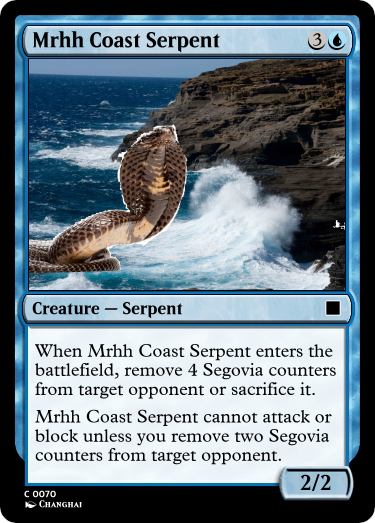 Mrhh Coast Serpent 3
Creature — Serpent
When Mrhh Coast Serpent enters the
battlefield, remove 4 Segovia counters
from target opponent or sacrifice it.
Mrhh Coast Serpent cannot attack or
block unless you remove two Segovia
counters from target opponent.
2/2
C 0070
Changhai